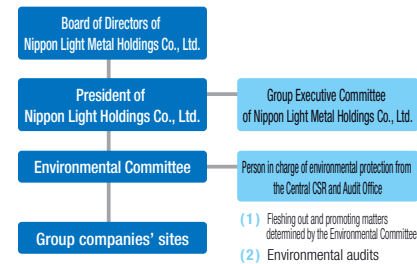 Board of Directors of
Nippon Light Metal Holdings Co., Ltd.
President of
Nippon Light Holdings Co., Ltd.
Group Executive Committee
of Nippon Light Metal Holdings Co., Ltd.
Environmental Committee
Person in charge of environmental protection from
the Central CSR and Audit Office
(1) Fleshing out and promoting matters
determined by the Environmental Committee
(2) Environmental audits
Group companies' sites